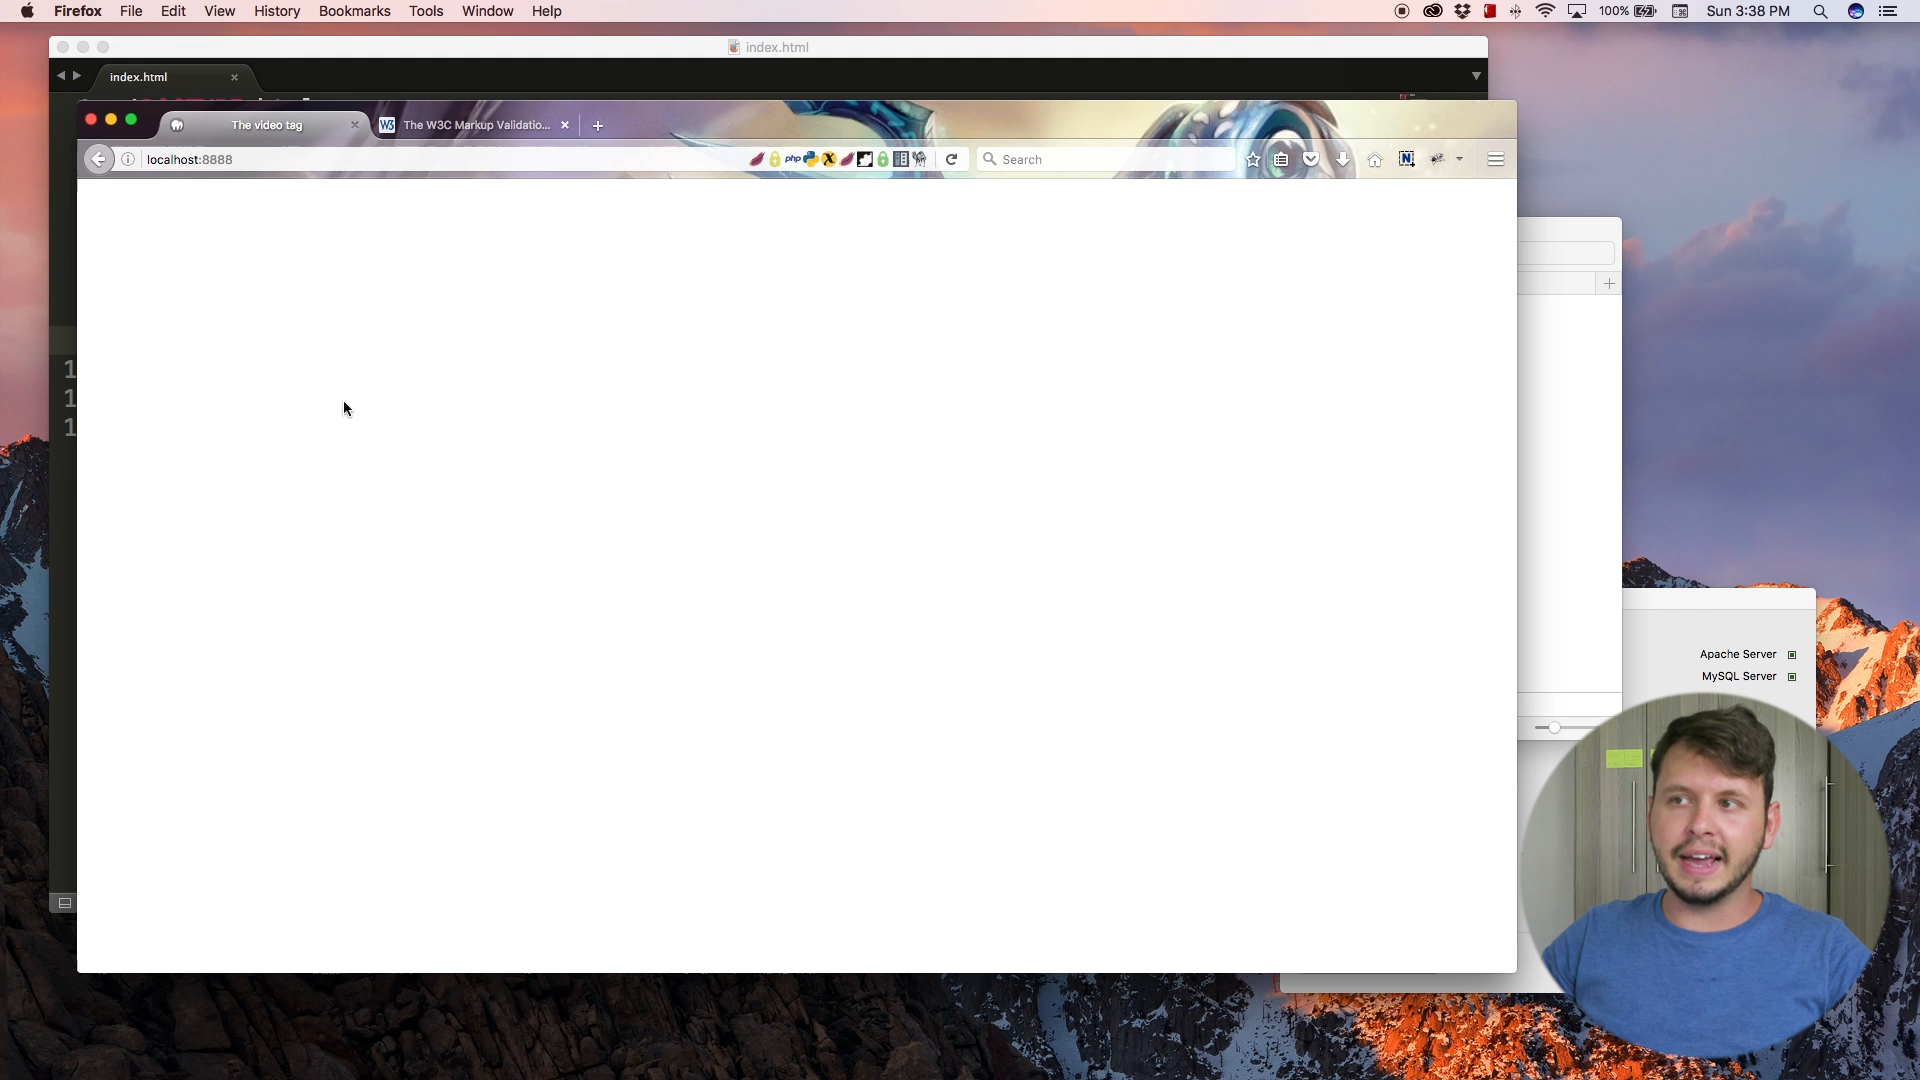 Firefox File Edit View History Bookmarks Tools Window Help
100% Sun 3:38 PM
index.html
index.html
The video tag
W3 The W3C Markup Validatio...
localhost:8888
php
Search
1
1
1
Apache Server
MySQL Server